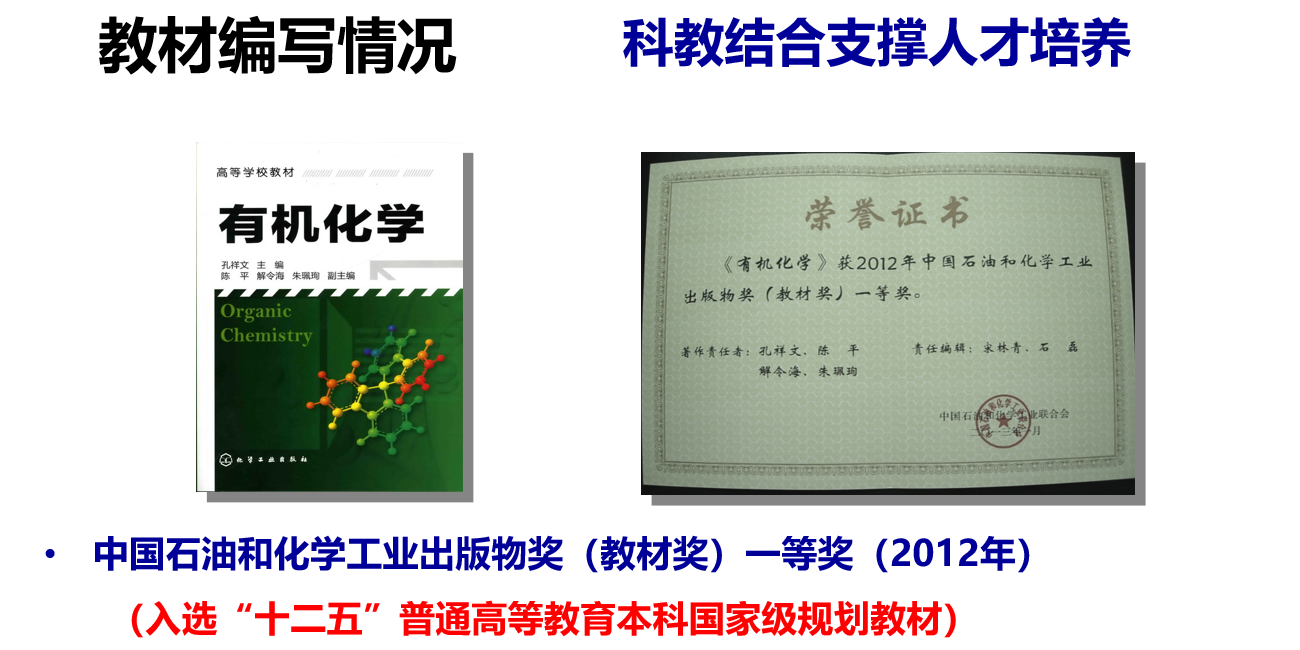 教材编写情况
科教结合支撑人才培养
高等学校教材
有机化学
孔祥文 主 编
陈 平 解令海 朱珮珣 副主编
Organic
Chemistry
化学工业出版社
荣誉证书
《有机化学》获2012年中国石油和化学工业
出版物奖（教材奖）一等奖。
著作责任者：孔祥文、陈 平
解令海、朱珮珣
责任编辑：宋林青、石 磊
中国石油和化学工业联合会
• 中国石油和化学工业出版物奖（教材奖）一等奖（2012年）
（入选“十二五”普通高等教育本科国家级规划教材）